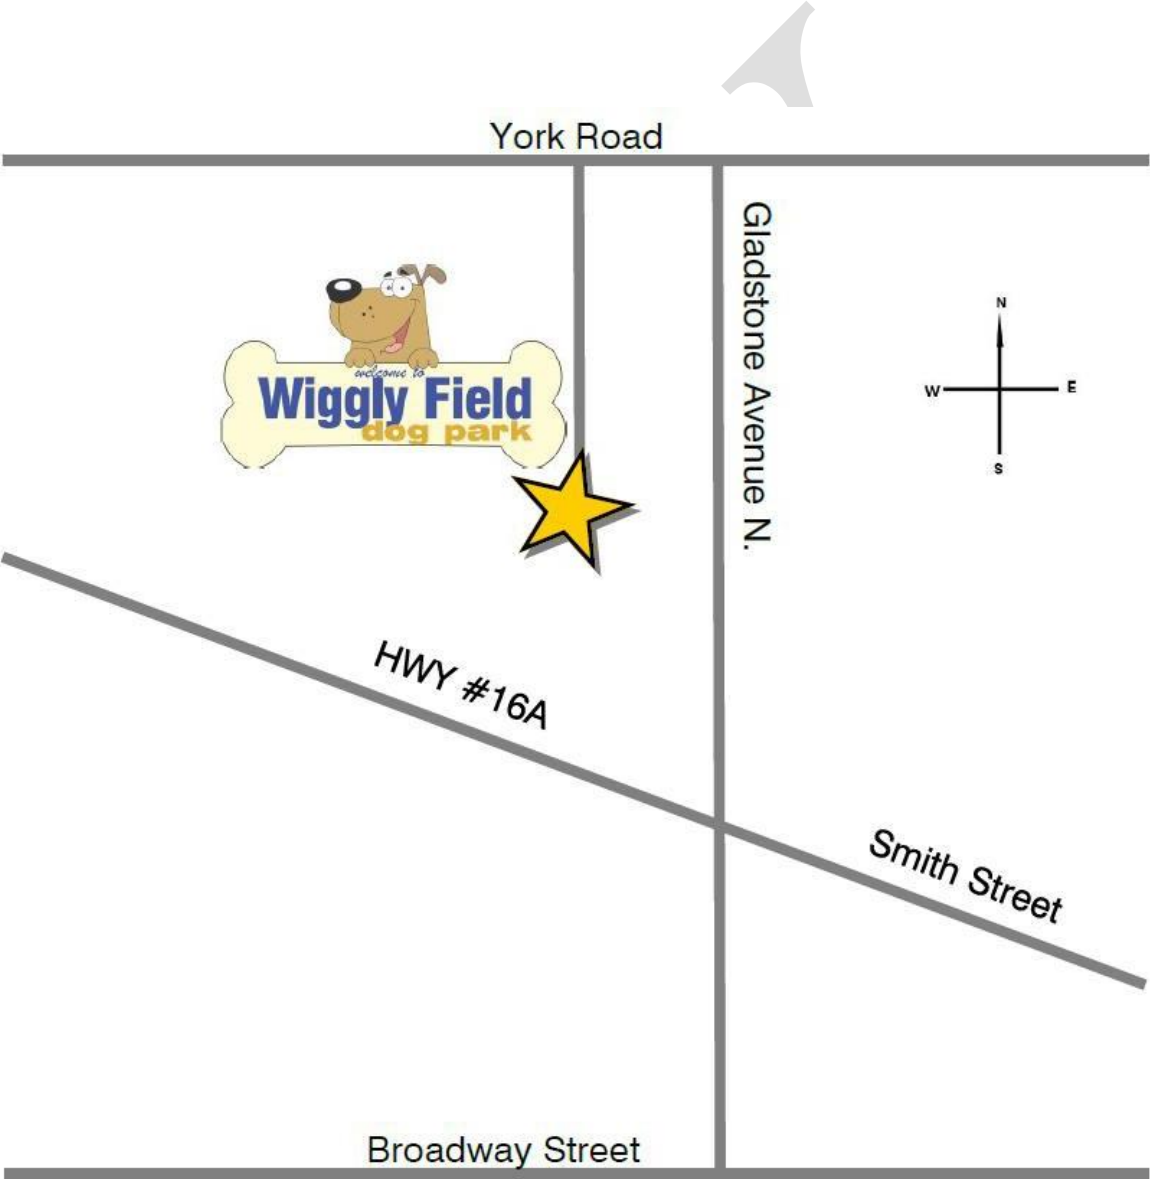 York Road
Gladstone Avenue N.
N
W
E
S
welcome to
Wiggly Field
dog park
HWY #16A
Smith Street
Broadway Street